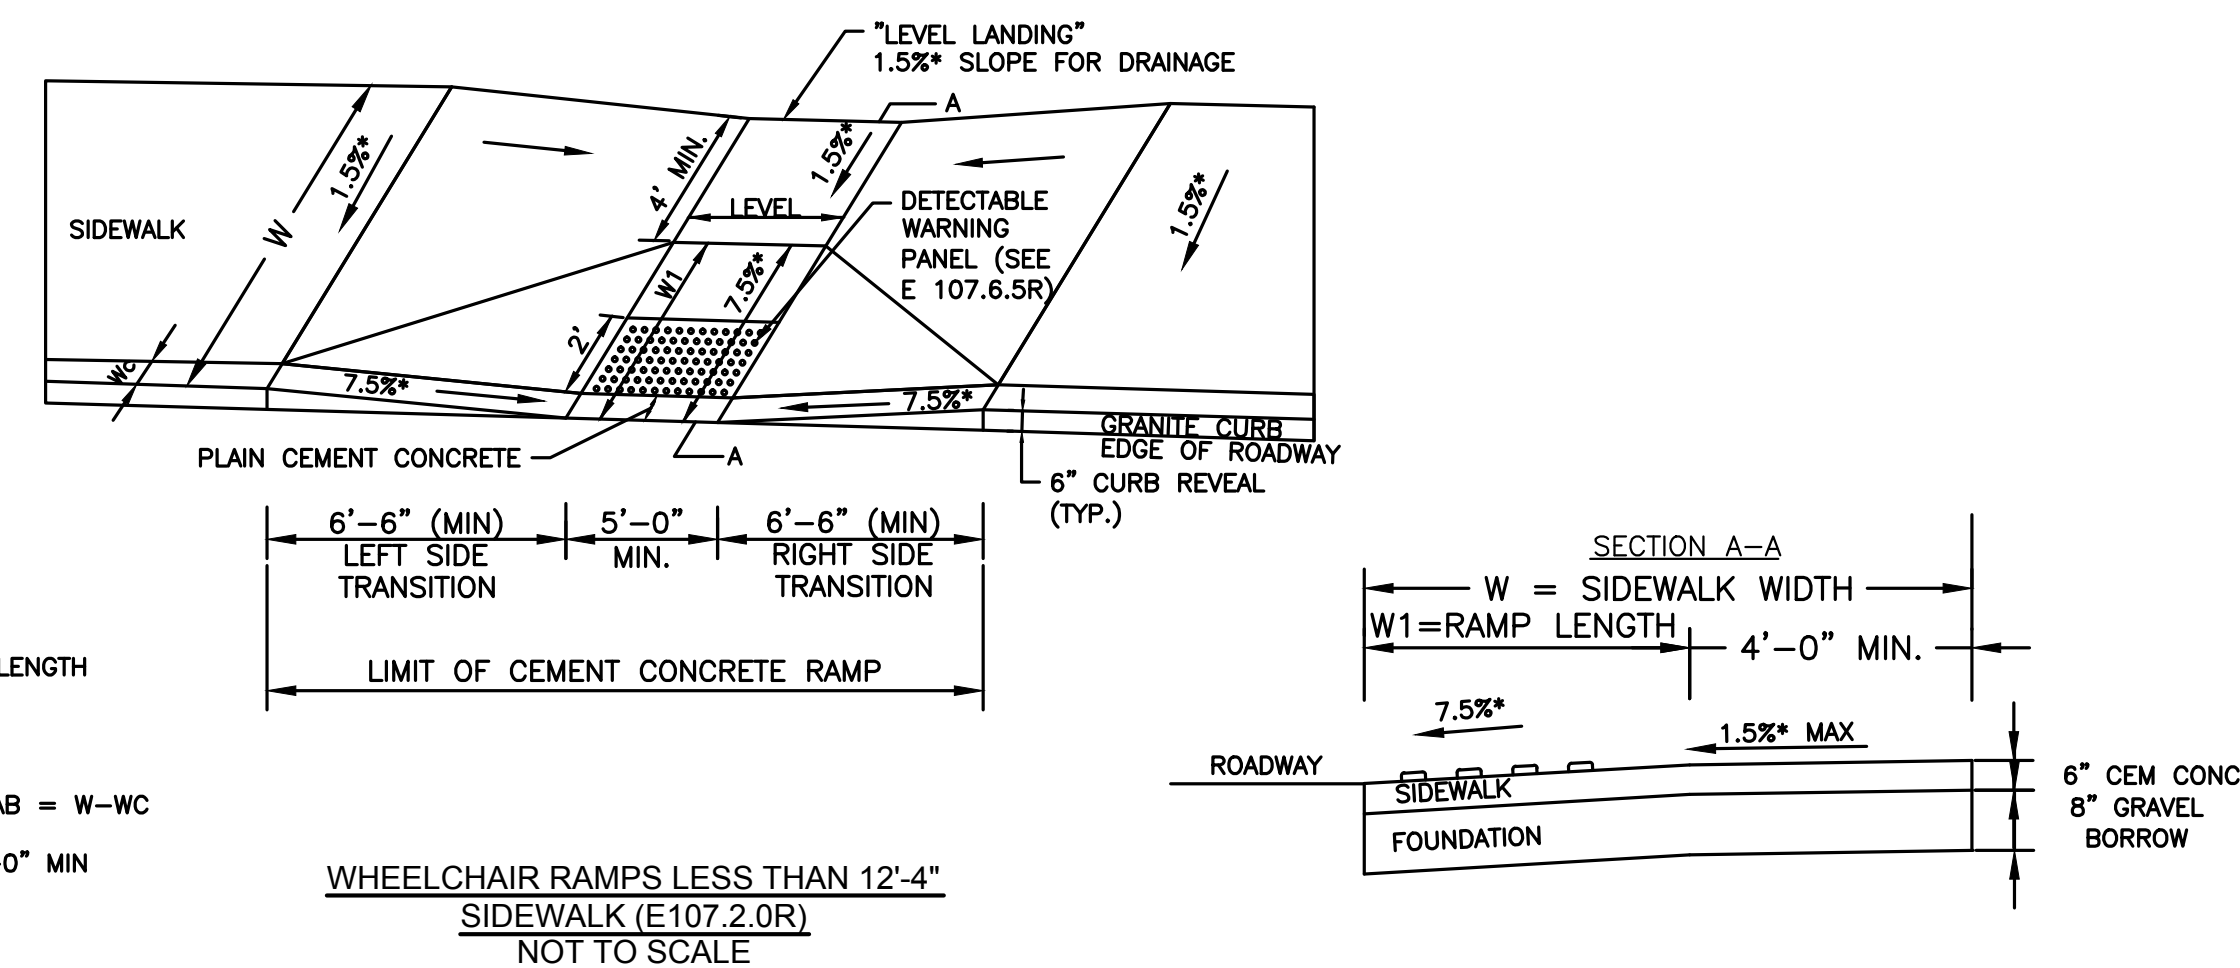 "LEVEL LANDING"
1.5%* SLOPE FOR DRAINAGE
A
4' MIN.
1.5%*
1.5%*
1.5%*
SIDEWALK
W
LEVEL
DETECTABLE
WARNING
PANEL (SEE
E 107.6.5R)
W1
7.5%*
2'
Wc
7.5%*
7.5%*
GRANITE CURB
EDGE OF ROADWAY
PLAIN CEMENT CONCRETE
A
6" CURB REVEAL
(TYP.)
6'-6" (MIN)
LEFT SIDE
TRANSITION
5'-0"
MIN.
6'-6" (MIN)
RIGHT SIDE
TRANSITION
LIMIT OF CEMENT CONCRETE RAMP
LENGTH
AB = W-WC
-0" MIN
WHEELCHAIR RAMPS LESS THAN 12'-4"
SIDEWALK (E107.2.0R)
NOT TO SCALE
SECTION A-A
W = SIDEWALK WIDTH
W1=RAMP LENGTH
4'-0" MIN.
7.5%*
1.5%* MAX
ROADWAY
SIDEWALK
FOUNDATION
6" CEM CONC
8" GRAVEL
BORROW